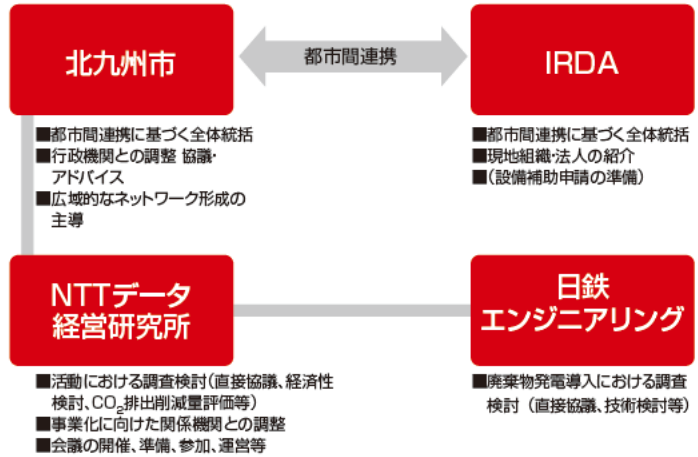 北九州市
都市間連携
IRDA
■都市間連携に基づく全体統括
■行政機関との調整 協議・
アドバイス
■広域的なネットワーク形成の
主導
■都市間連携に基づく全体統括
■現地組織・法人の紹介
■(設備補助申請の準備)
NTTデータ
経営研究所
日鉄
エンジニアリング
■活動における調査検討(直接協議、経済性
検討、CO₂排出削減量評価等)
■事業化に向けた関係機関との調整
■会議の開催、準備、参加、運営等
■廃棄物発電導入における調査
検討(直接協議、技術検討等)